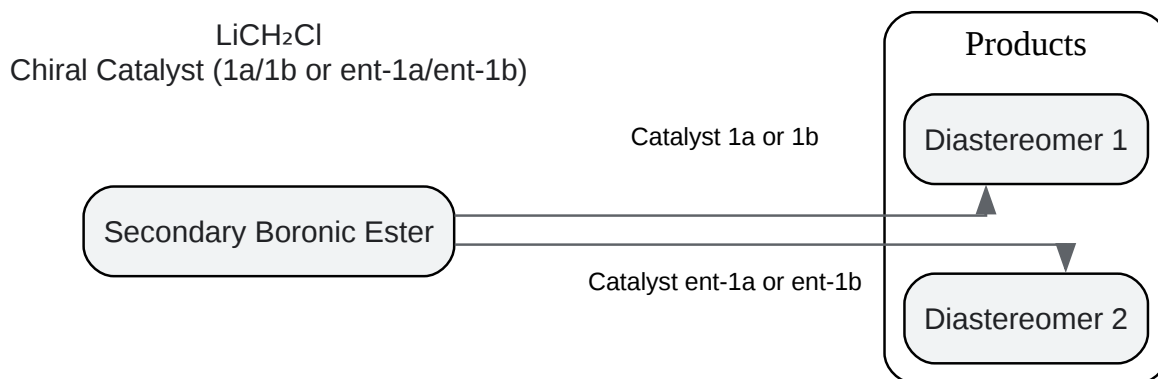 LiCH₂Cl
Chiral Catalyst (1a/1b or ent-1a/ent-1b)
Products
Catalyst 1a or 1b
Diastereomer 1
Secondary Boronic Ester
Catalyst ent-1a or ent-1b
Diastereomer 2